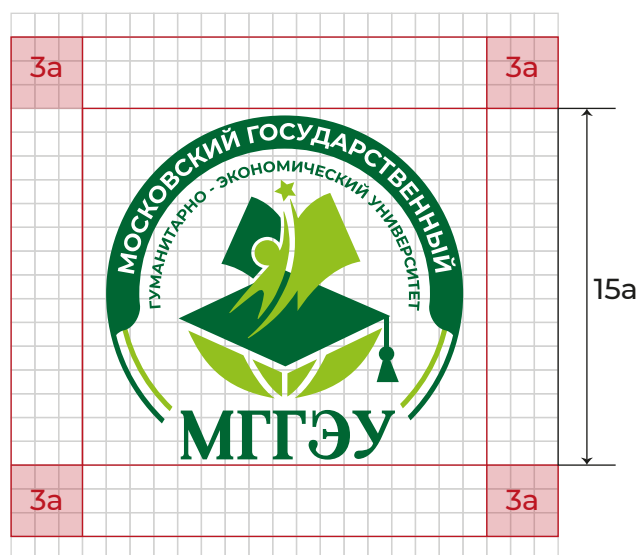 3а
3а
МОСКОВСКИЙ ГОСУДАРСТВЕННЫЙ
ГУМАНИТАРНО - ЭКОНОМИЧЕСКИЙ УНИВЕРСИТЕТ
15а
МГГЭУ
3а
3а